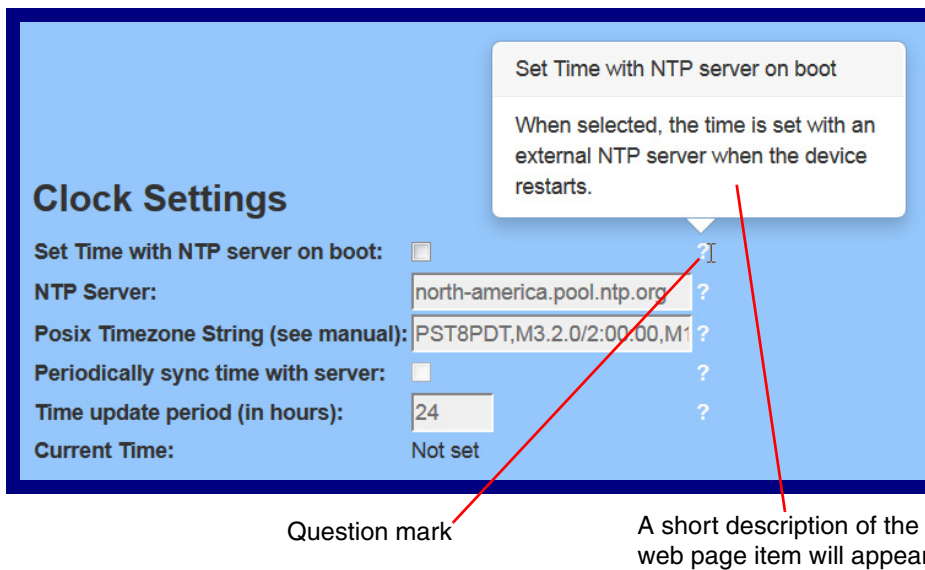 Set Time with NTP server on boot
When selected, the time is set with an
external NTP server when the device
restarts.
Clock Settings
Set Time with NTP server on boot: ?
NTP Server: north-america.pool.ntp.org ?
Posix Timezone String (see manual): PST8PDT,M3.2.0/2:00:00,M1 ?
Periodically sync time with server: ?
Time update period (in hours): 24 ?
Current Time: Not set
Question mark
A short description of the
web page item will appear